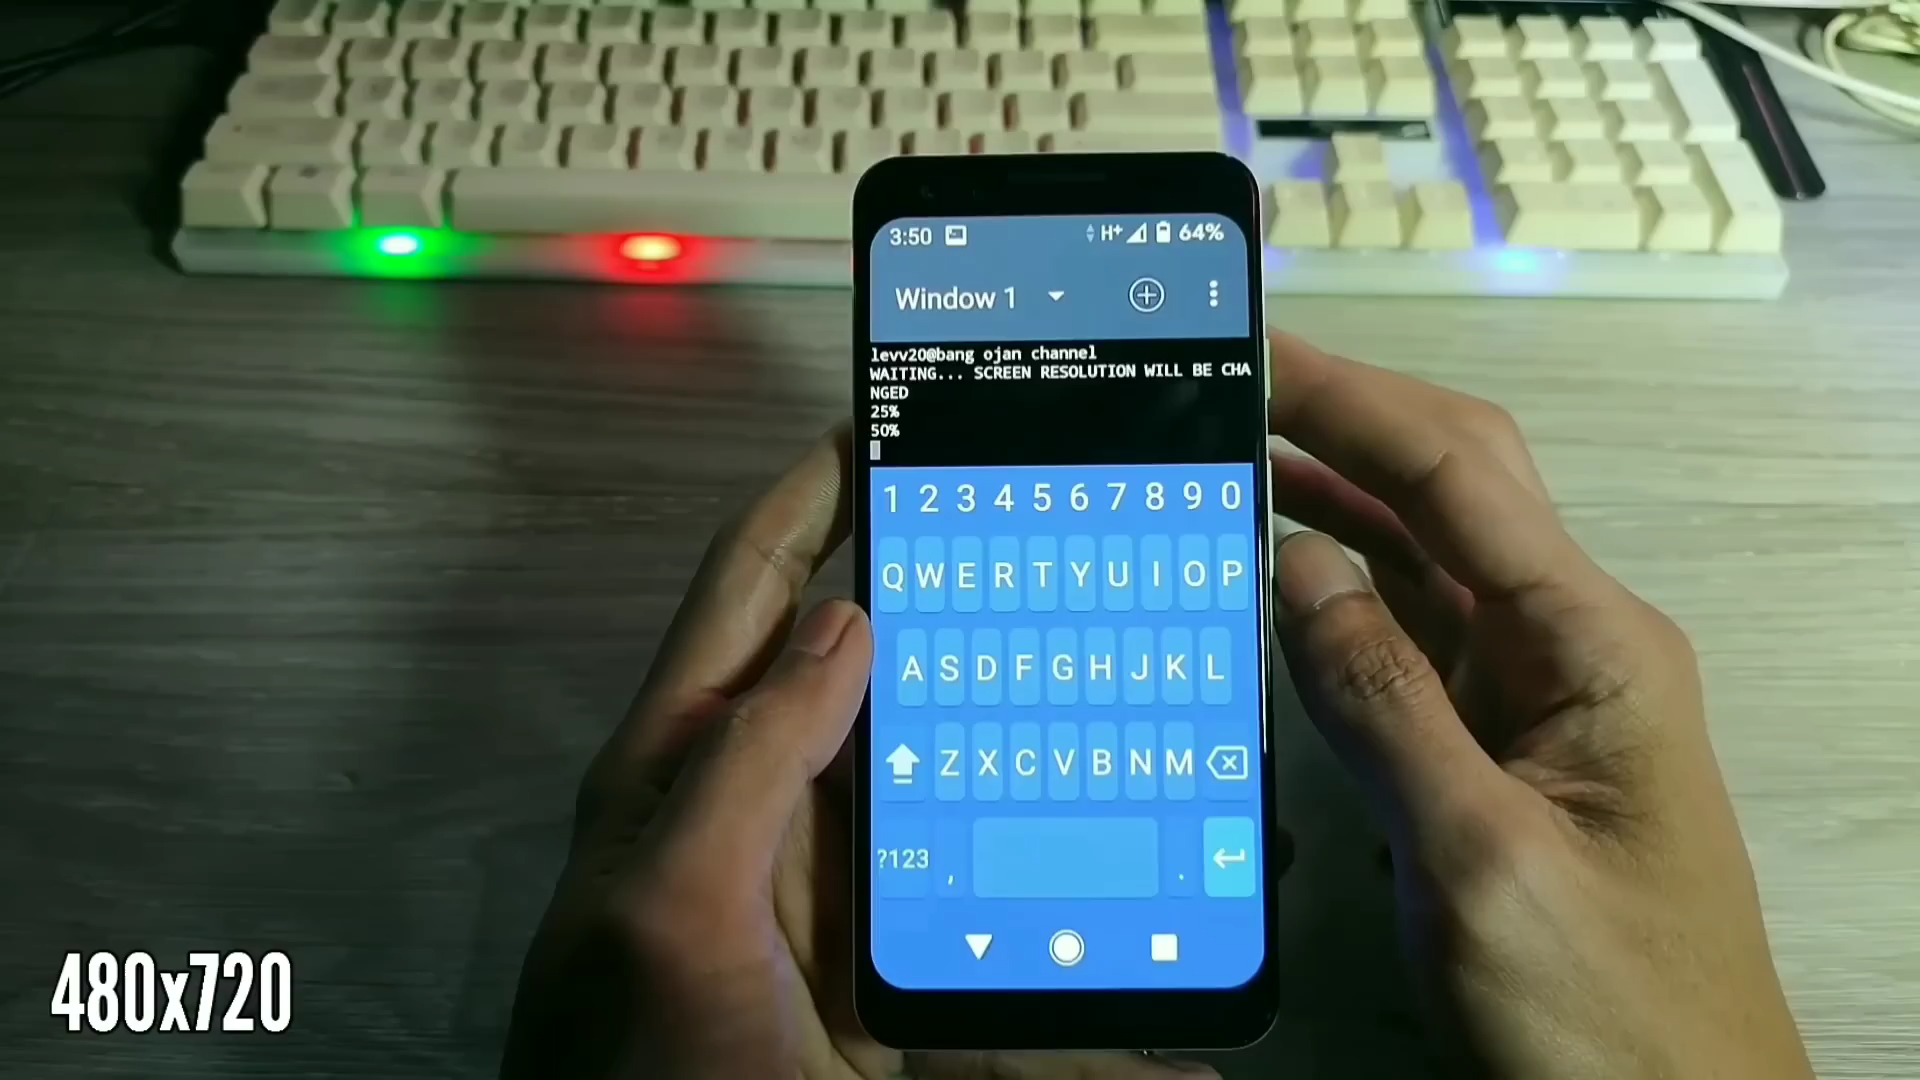 3:50 H+ 64%
Window 1
levv20@bang ojan channel
WAITING... SCREEN RESOLUTION WILL BE CHA
NGED
25%
50%
1 2 3 4 5 6 7 8 9 0
Q W E R T Y U I O P
A S D F G H J K L
Z X C V B N M
?123 , .
480x720